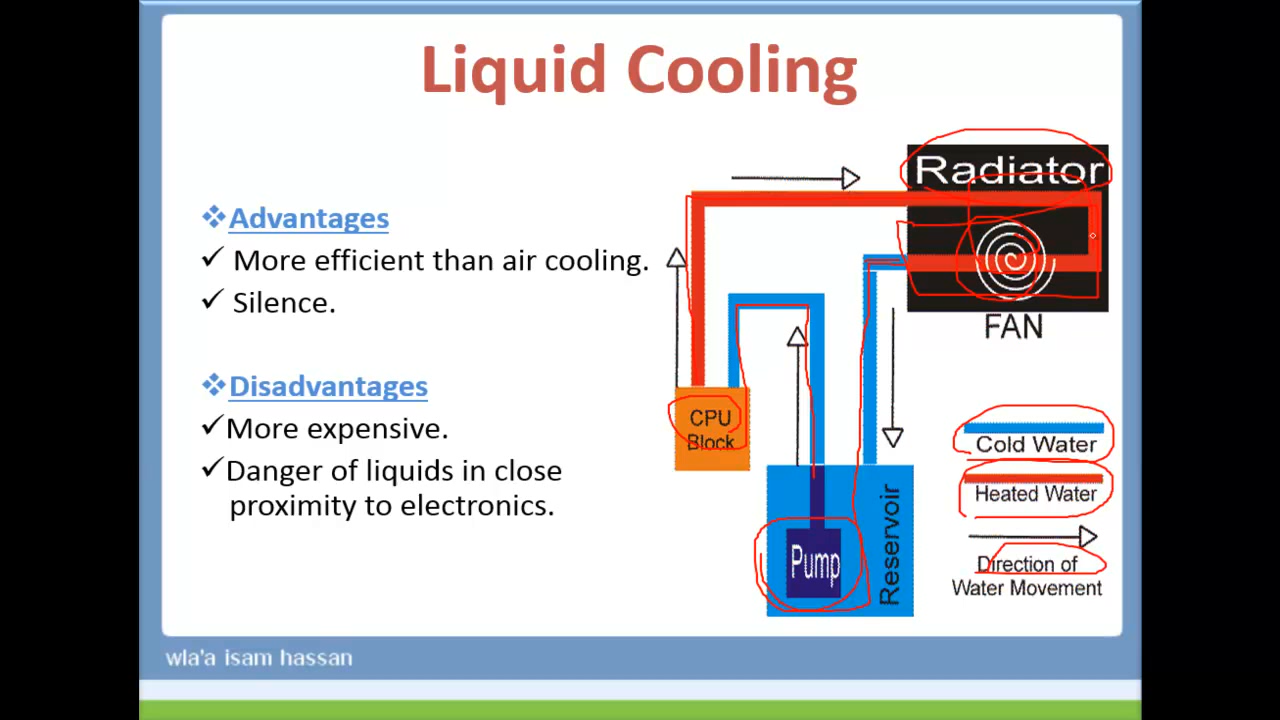 Liquid Cooling
Advantages
More efficient than air cooling.
Silence.
Disadvantages
More expensive.
Danger of liquids in close
proximity to electronics.
Radiator
FAN
CPU
Block
Pump
Reservoir
Cold Water
Heated Water
Direction of
Water Movement
wla'a isam hassan